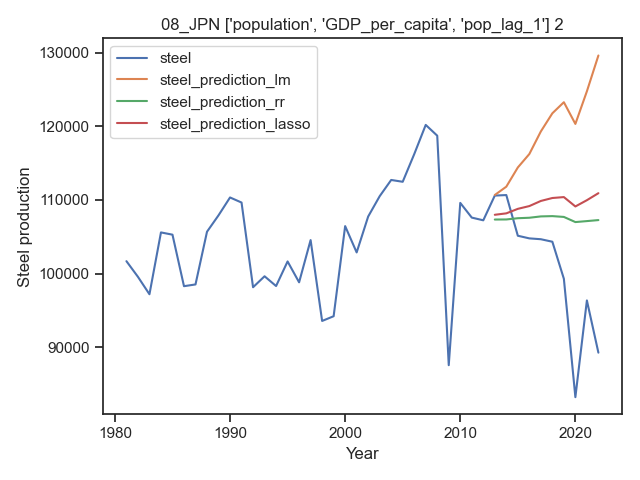 08_JPN ['population', 'GDP_per_capita', 'pop_lag_1'] 2
steel
steel_prediction_lm
steel_prediction_rr
steel_prediction_lasso
130000
120000
110000
100000
90000
Steel production
1980
1990
2000
2010
2020
Year